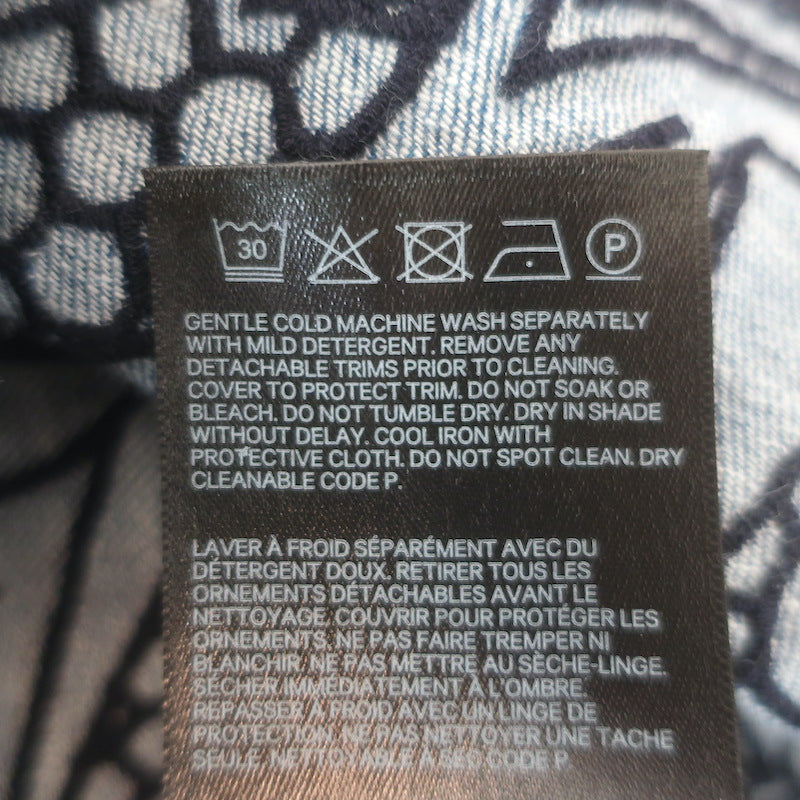 30 P
GENTLE COLD MACHINE WASH SEPARATELY
WITH MILD DETERGENT. REMOVE ANY
DETACHABLE TRIMS PRIOR TO CLEANING.
COVER TO PROTECT TRIM. DO NOT SOAK OR
BLEACH. DO NOT TUMBLE DRY. DRY IN SHADE
WITHOUT DELAY. COOL IRON WITH
PROTECTIVE CLOTH. DO NOT SPOT CLEAN. DRY
CLEANABLE CODE P.
LAVER À FROID SÉPARÉMENT AVEC DU
DÉTERGENT DOUX. RETIRER TOUS LES
ORNEMENTS DÉTACHABLES AVANT LE
NETTOYAGE. COUVRIR POUR PROTÉGER LES
ORNEMENTS. NE PAS FAIRE TREMPER NI
BLANCHIR. NE PAS METTRE AU SÈCHE-LINGE.
SÉCHER IMMÉDIATEMENT À L'OMBRE.
REPASSER À FROID AVEC UN LINGE DE
PROTECTION. NE PAS NETTOYER UNE TACHE
SEULE. NETTOYABLE À SEC CODE P.